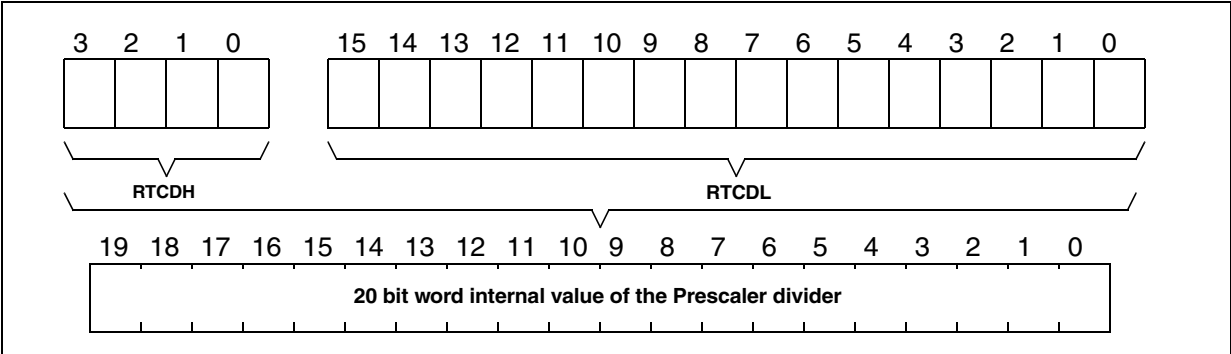 3 2 1 0 15 14 13 12 11 10 9 8 7 6 5 4 3 2 1 0
RTCDH RTCDL
19 18 17 16 15 14 13 12 11 10 9 8 7 6 5 4 3 2 1 0
20 bit word internal value of the Prescaler divider